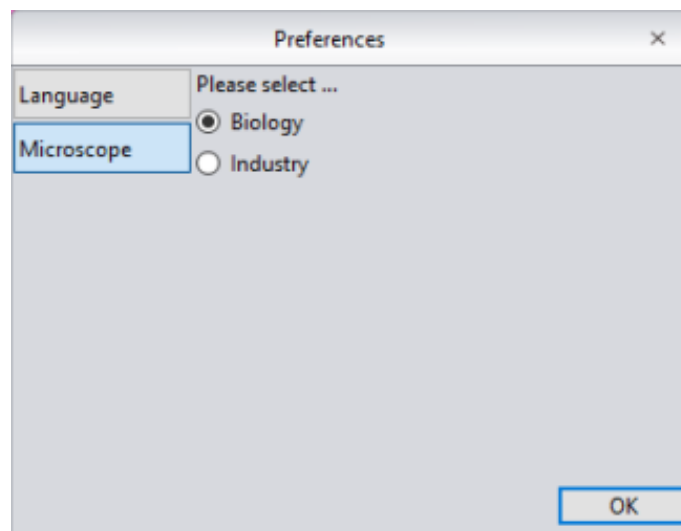 Preferences
Language
Microscope
Please select ...
Biology
Industry
OK